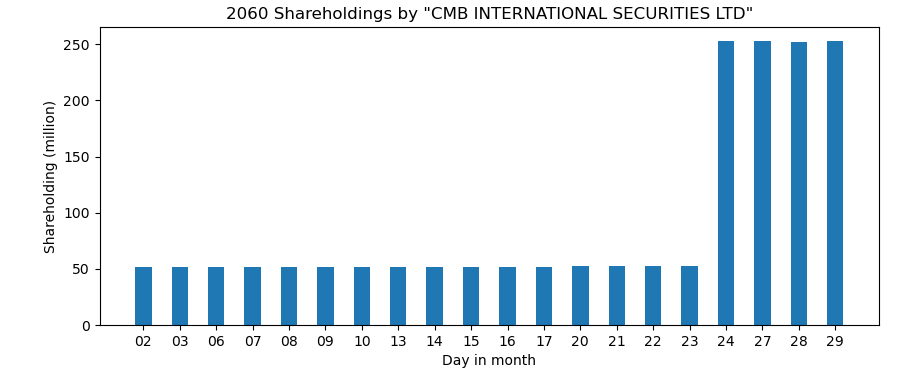 2060 Shareholdings by "CMB INTERNATIONAL SECURITIES LTD"
Shareholding (million)
250
200
150
100
50
0
02 03 06 07 08 09 10 13 14 15 16 17 20 21 22 23 24 27 28 29
Day in month